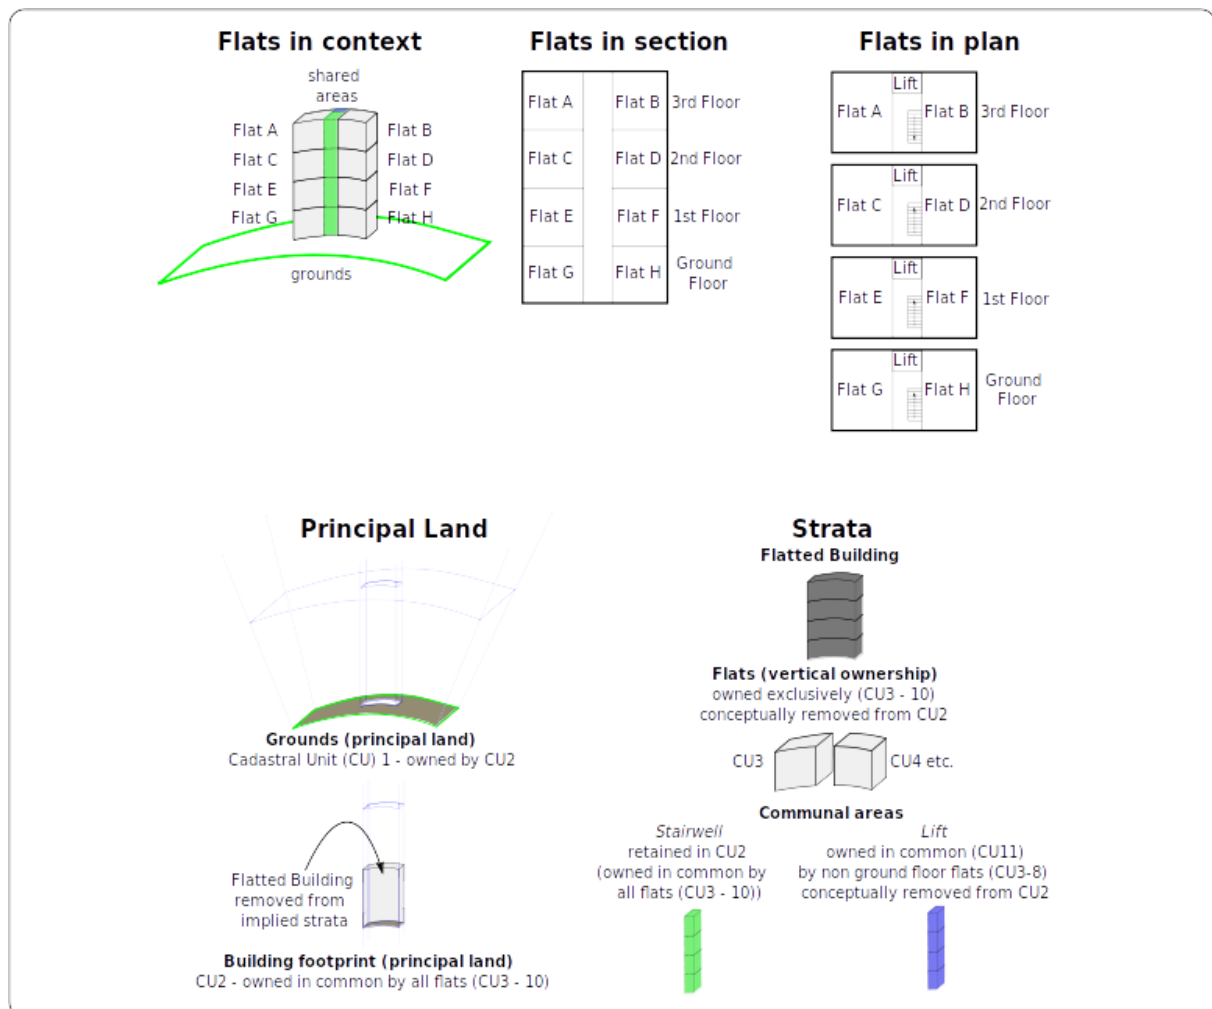 Flats in context
shared
areas
Flat A
Flat B
Flat C
Flat D
Flat E
Flat F
Flat G
Flat H
grounds
Flats in section
Flat A
Flat B
3rd Floor
Flat C
Flat D
2nd Floor
Flat E
Flat F
1st Floor
Flat G
Flat H
Ground
Floor
Flats in plan
Lift
Flat A
Flat B
3rd Floor
Lift
Flat C
Flat D
2nd Floor
Lift
Flat E
Flat F
1st Floor
Lift
Flat G
Flat H
Ground
Floor
Principal Land
Grounds (principal land)
Cadastral Unit (CU) 1 - owned by CU2
Flatted Building
removed from
implied strata
Building footprint (principal land)
CU2 - owned in common by all flats (CU3 - 10)
Strata
Flatted Building
Flats (vertical ownership)
owned exclusively (CU3 - 10)
conceptually removed from CU2
CU3
CU4 etc.
Communal areas
Stairwell
retained in CU2
(owned in common by
all flats (CU3 - 10))
Lift
owned in common (CU11)
by non ground floor flats (CU3-8)
conceptually removed from CU2